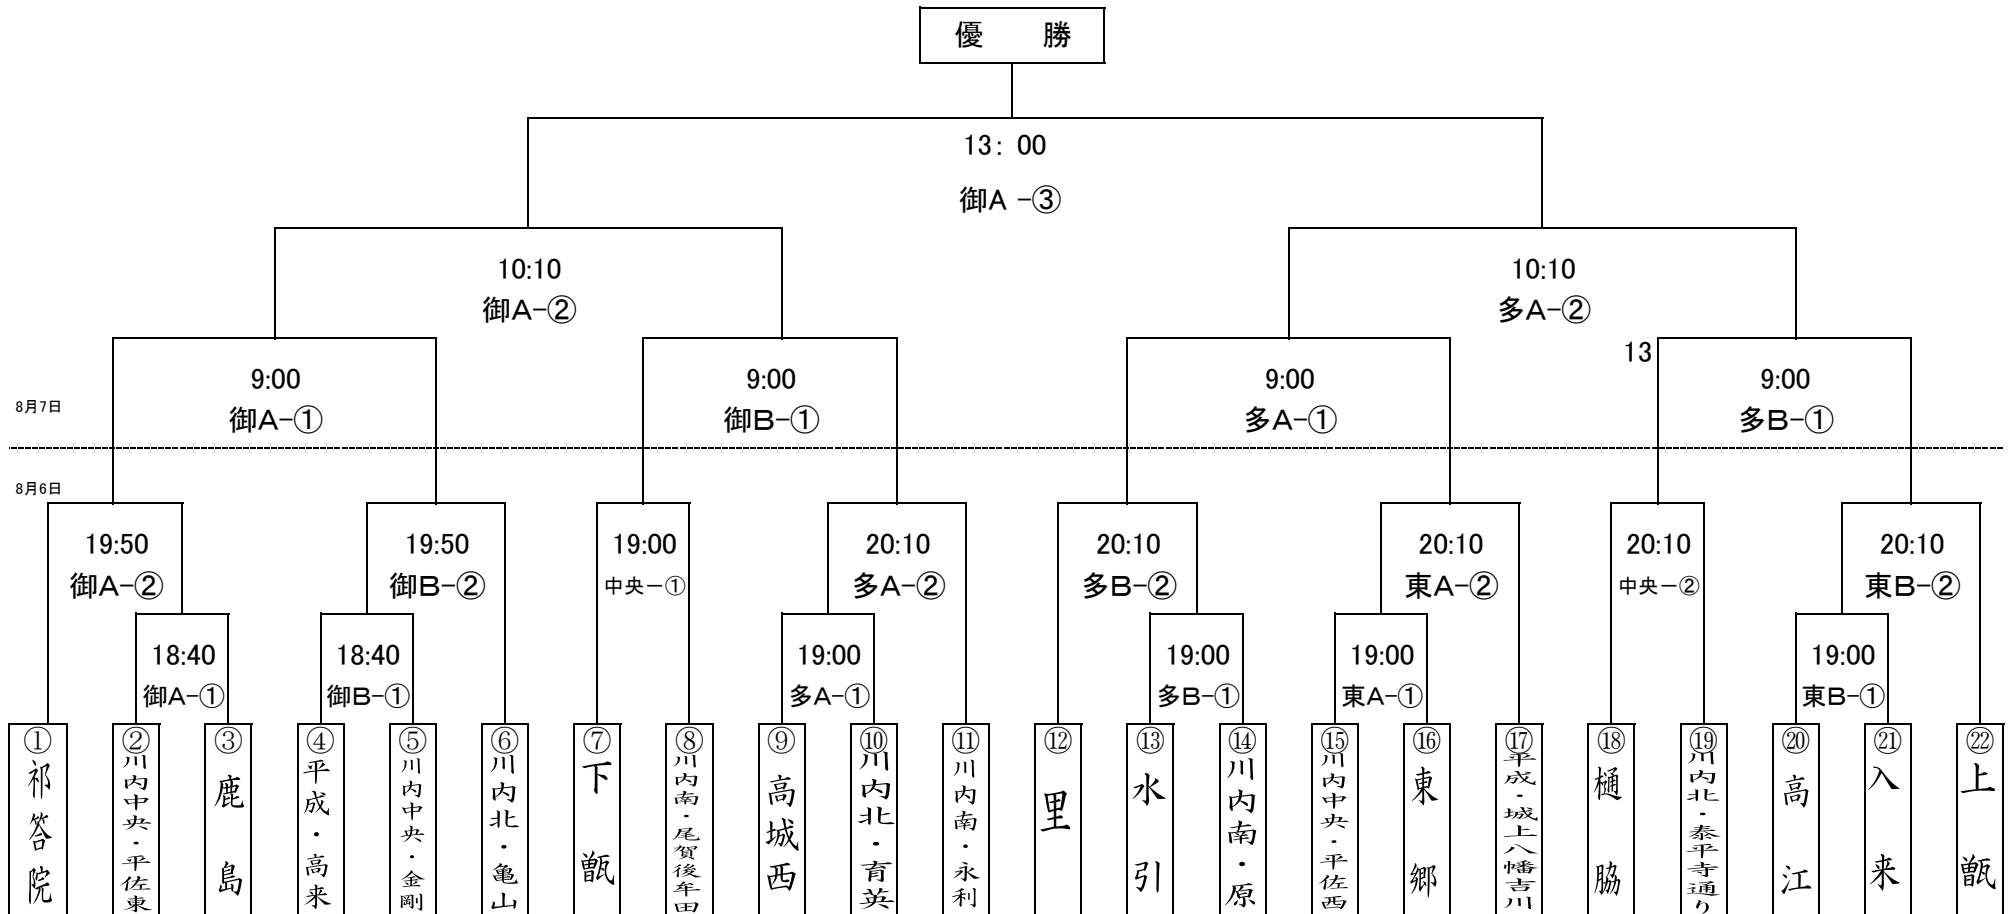 優　勝
13：00
御A－③
10:10
10:10
御A－②
多A－②
13
9:00
9:00
9:00
9:00
8月7日
御A－①
御B－①
多A－①
多B－①
8月6日
19:50
19:50
19:00
20:10
20:10
20:10
20:10
20:10
御A－②
御B－②
中央－①
多A－②
多B－②
東A－②
中央－②
東B－②
18:40
18:40
19:00
19:00
19:00
19:00
御A－①
御B－①
多A－①
多B－①
東A－①
東B－①
①祁答院
②川内中央・平佐東
③鹿島
④平成・高来
⑤川内中央・金剛
⑥川内北・亀山
⑦下甑
⑧川内南・尾賀後牟田
⑨高城西
⑩川内北・育英
⑪川内南・永利
⑫里
⑬水引
⑭川内南・原
⑮川内中央・平佐西
⑯東郷
⑰平成・城上八幡吉川
⑱樋脇
⑲川内北・泰平寺通り
⑳高江
㉑入来
㉒上甑